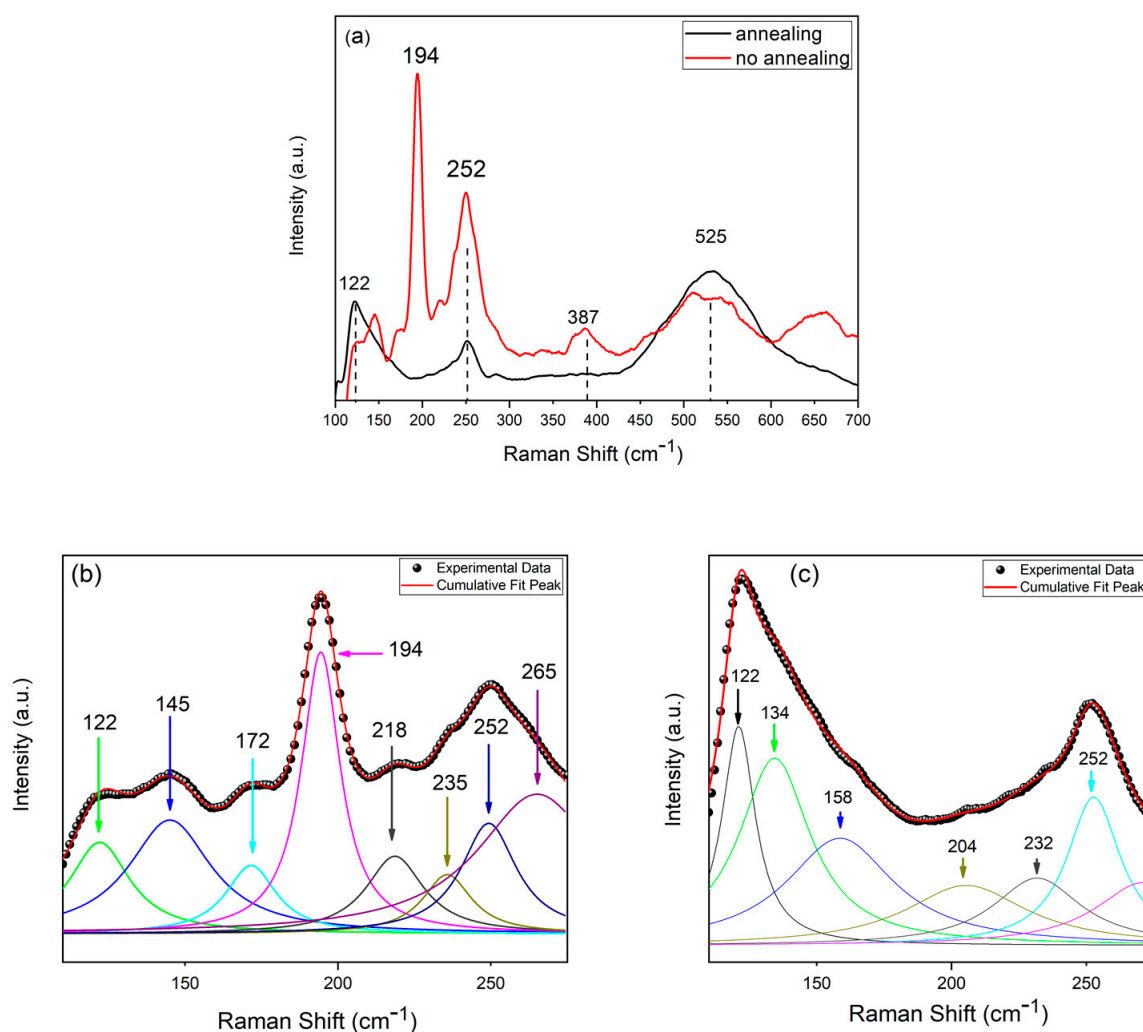 (a)
annealing
no annealing
194
252
122
387
525
Intensity (a.u.)
100 150 200 250 300 350 400 450 500 550 600 650 700
Raman Shift (cm⁻¹)
(b)
Experimental Data
Cumulative Fit Peak
194
265
145
122
172
218
235
252
Intensity (a.u.)
150 200 250
Raman Shift (cm⁻¹)
(c)
Experimental Data
Cumulative Fit Peak
122
134
158
204
232
252
Intensity (a.u.)
150 200 250
Raman Shift (cm⁻¹)